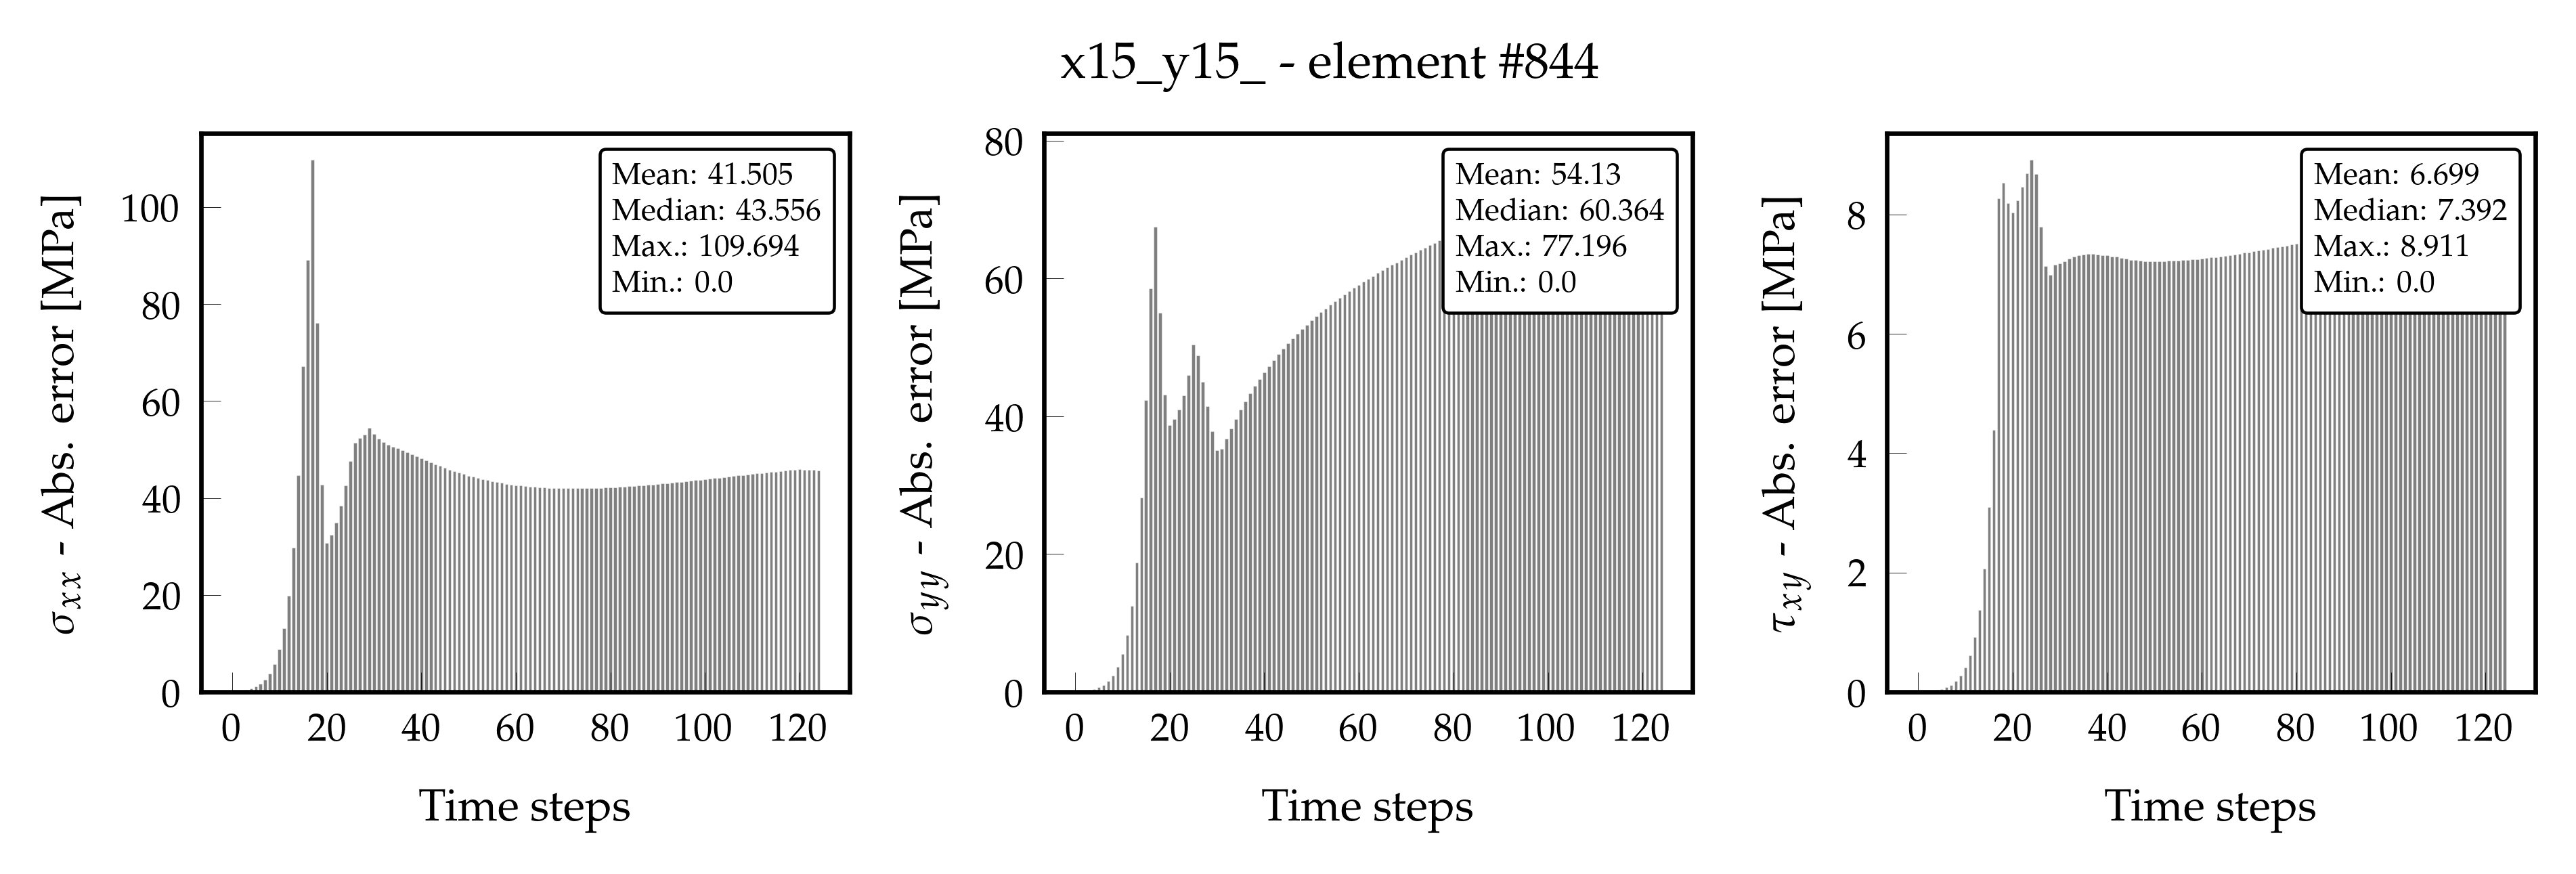 x15_y15_ - element #844
σxx - Abs. error [MPa]
100
80
60
40
20
0
Mean: 41.505
Median: 43.556
Max.: 109.694
Min.: 0.0
0 20 40 60 80 100 120
Time steps
σyy - Abs. error [MPa]
80
60
40
20
0
Mean: 54.13
Median: 60.364
Max.: 77.196
Min.: 0.0
0 20 40 60 80 100 120
Time steps
τxy - Abs. error [MPa]
8
6
4
2
0
Mean: 6.699
Median: 7.392
Max.: 8.911
Min.: 0.0
0 20 40 60 80 100 120
Time steps